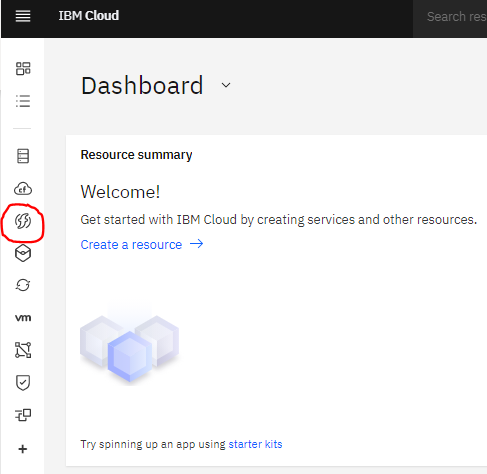 IBM Cloud
Search res
Dashboard
Resource summary
Welcome!
Get started with IBM Cloud by creating services and other resources.
Create a resource
cf
vm
Try spinning up an app using starter kits